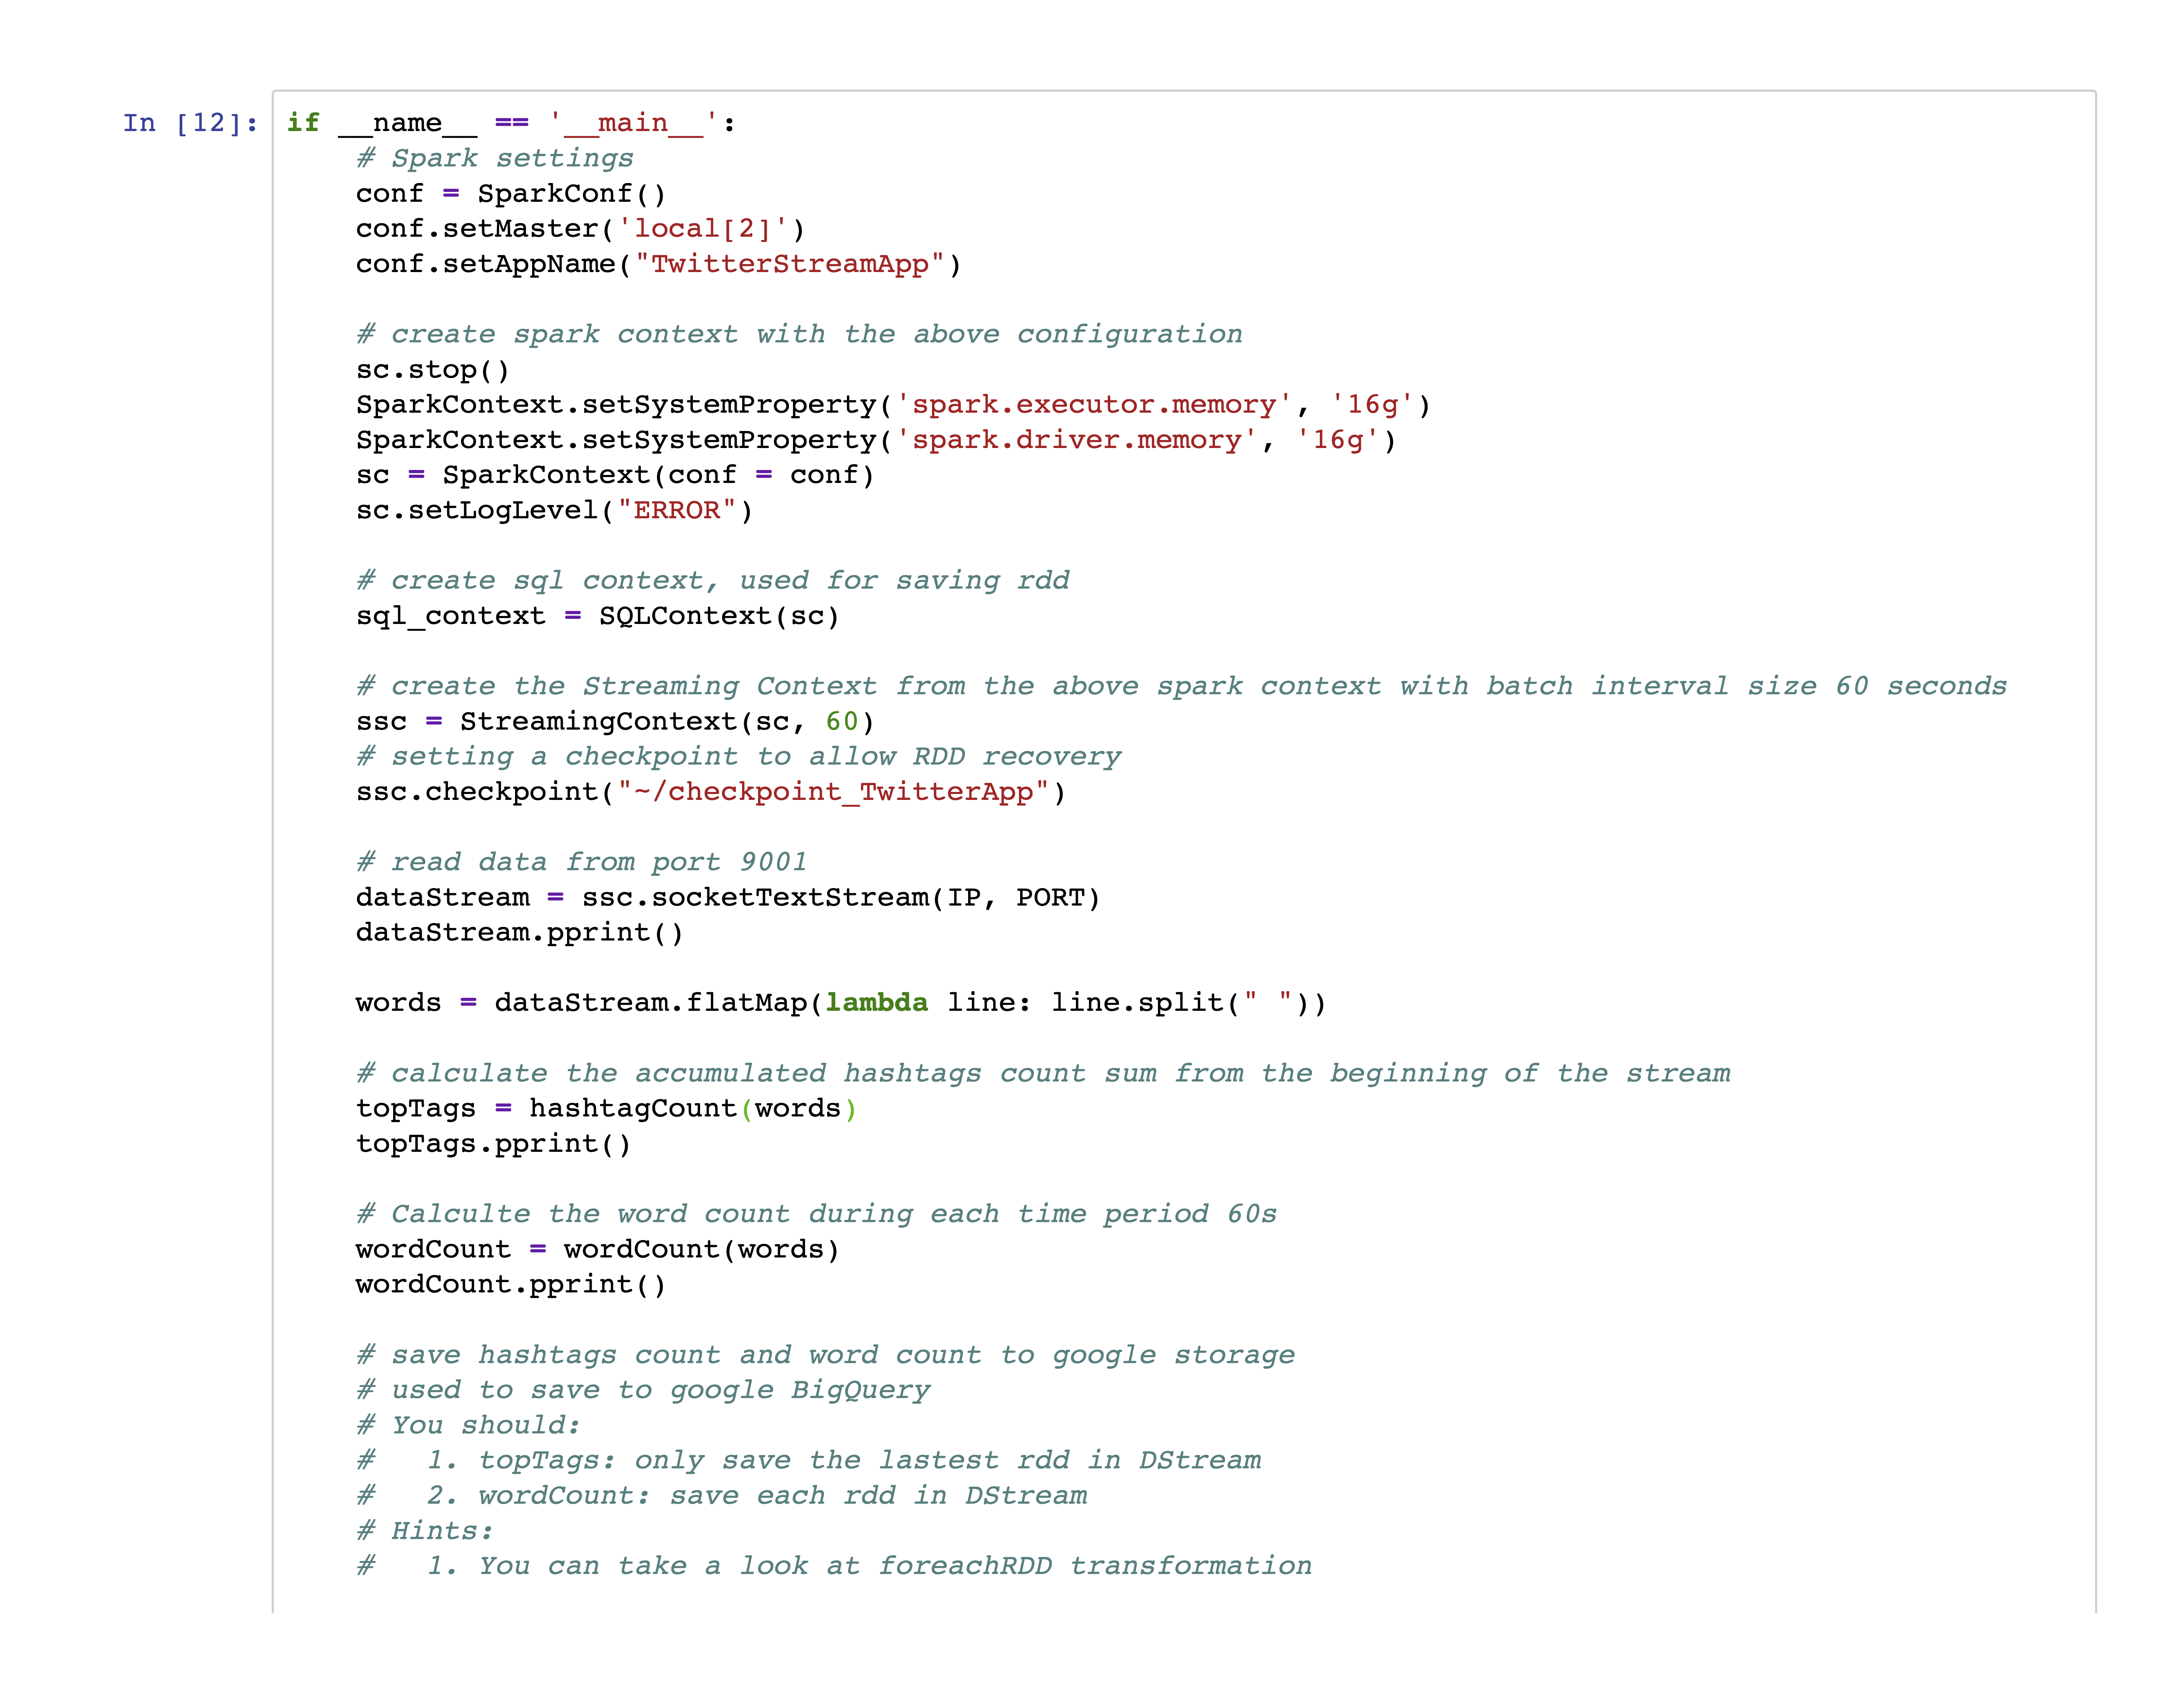 In [12]: if __name__ == '__main__':
    # Spark settings
    conf = SparkConf()
    conf.setMaster('local[2]')
    conf.setAppName("TwitterStreamApp")

    # create spark context with the above configuration
    sc.stop()
    SparkContext.setSystemProperty('spark.executor.memory', '16g')
    SparkContext.setSystemProperty('spark.driver.memory', '16g')
    sc = SparkContext(conf = conf)
    sc.setLogLevel("ERROR")

    # create sql context, used for saving rdd
    sql_context = SQLContext(sc)

    # create the Streaming Context from the above spark context with batch interval size 60 seconds
    ssc = StreamingContext(sc, 60)
    # setting a checkpoint to allow RDD recovery
    ssc.checkpoint("~/checkpoint_TwitterApp")

    # read data from port 9001
    dataStream = ssc.socketTextStream(IP, PORT)
    dataStream.pprint()

    words = dataStream.flatMap(lambda line: line.split(" "))

    # calculate the accumulated hashtags count sum from the beginning of the stream
    topTags = hashtagCount(words)
    topTags.pprint()

    # Calculte the word count during each time period 60s
    wordCount = wordCount(words)
    wordCount.pprint()

    # save hashtags count and word count to google storage
    # used to save to google BigQuery
    # You should:
    #   1. topTags: only save the lastest rdd in DStream
    #   2. wordCount: save each rdd in DStream
    # Hints:
    #   1. You can take a look at foreachRDD transformation